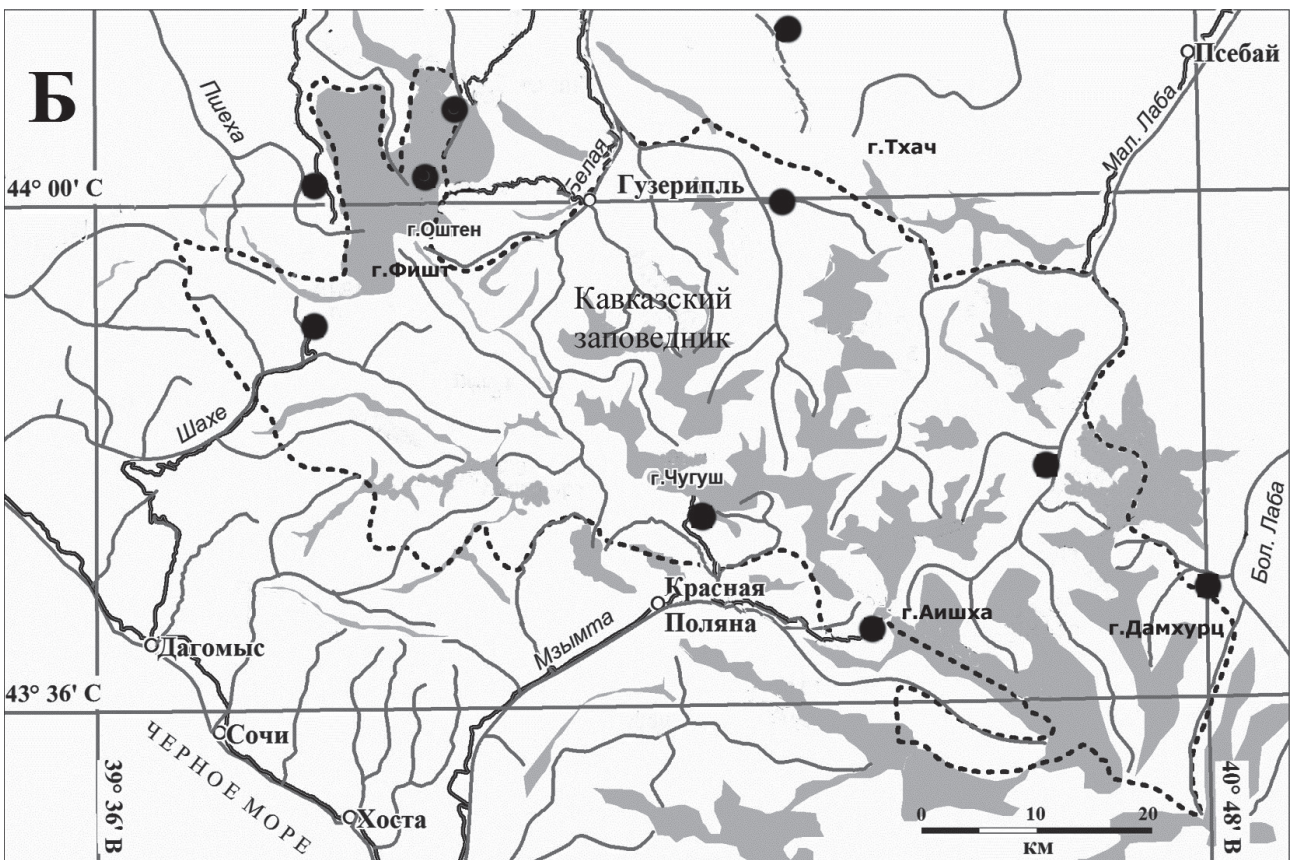 Б
Псебай
Пшеха
Мал. Лаба
г.Тхач
44° 00' С
Белая
Гузерипль
г.Оштен
г.Фишт
Кавказский
заповедник
Шахе
г.Чугуш
Бол. Лаба
Красная
Поляна
Мзымта
г.Аишха
г.Дамхурц
Дагомыс
43° 36' С
Сочи
ЧЕРНОЕ МОРЕ
39° 36' В
40° 48' В
Хоста
0 10 20
км